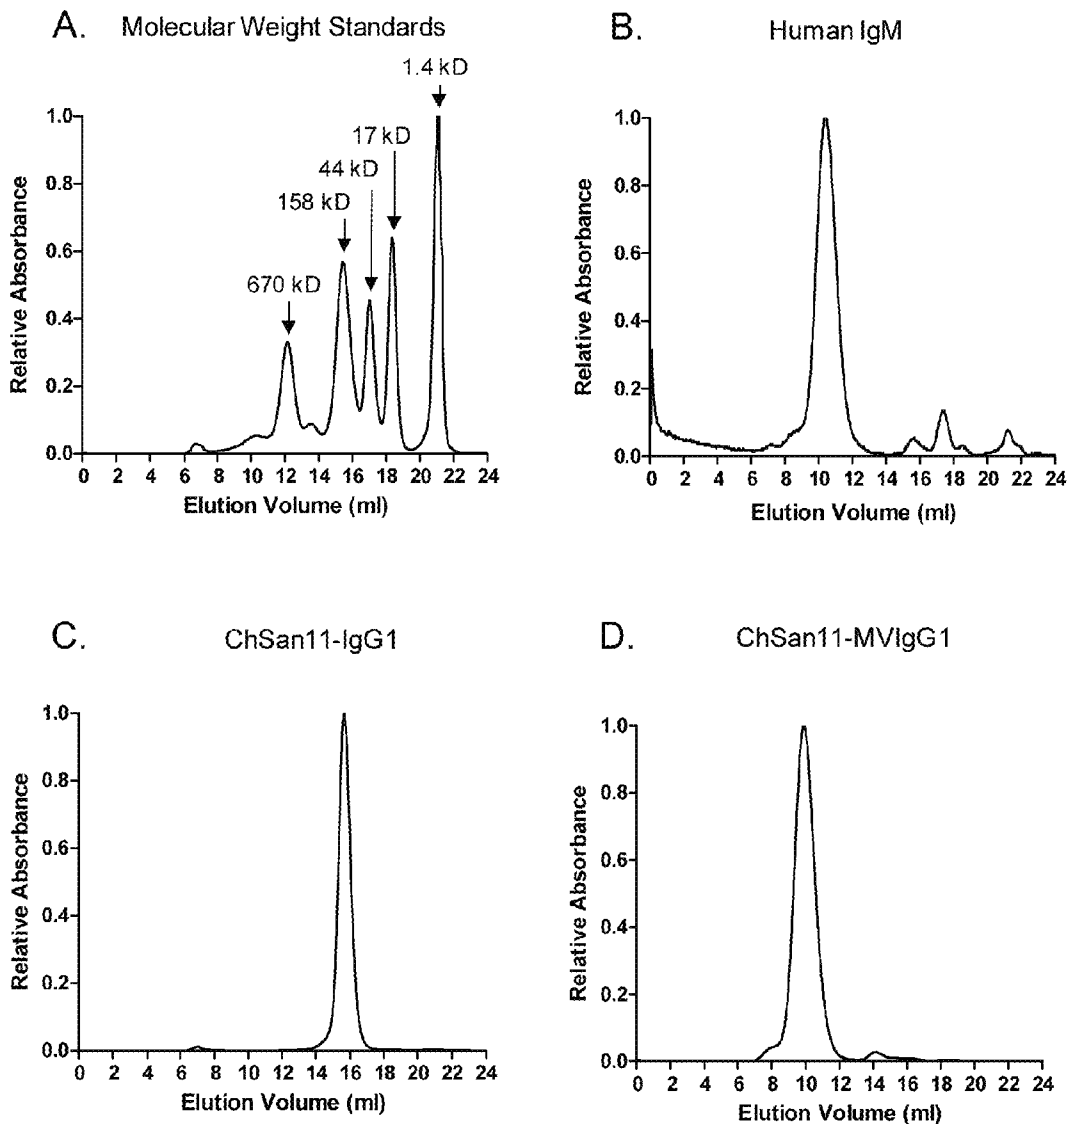 A. Molecular Weight Standards
1.4 kD
17 kD
44 kD
158 kD
670 kD
Relative Absorbance
1.0
0.8
0.6
0.4
0.2
0.0
0 2 4 6 8 10 12 14 16 18 20 22 24
Elution Volume (ml)
B. Human IgM
Relative Absorbance
1.0
0.8
0.6
0.4
0.2
0.0
0 2 4 6 8 10 12 14 16 18 20 22 24
Elution Volume (ml)
C. ChSan11-IgG1
Relative Absorbance
1.0
0.8
0.6
0.4
0.2
0.0
0 2 4 6 8 10 12 14 16 18 20 22 24
Elution Volume (ml)
D. ChSan11-MVIgG1
Relative Absorbance
1.0
0.8
0.6
0.4
0.2
0.0
0 2 4 6 8 10 12 14 16 18 20 22 24
Elution Volume (ml)